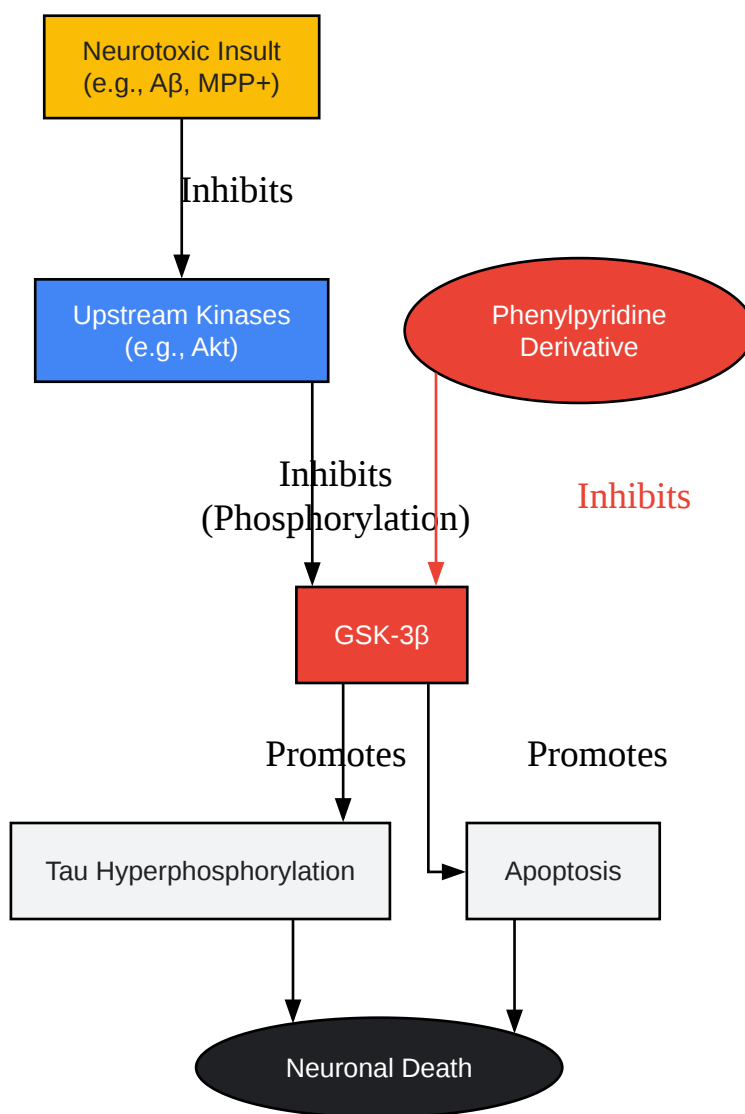 Neurotoxic Insult
(e.g., Aβ, MPP+)
Inhibits
Upstream Kinases
(e.g., Akt)
Phenylpyridine
Derivative
Inhibits
(Phosphorylation)
Inhibits
GSK-3β
Promotes
Promotes
Tau Hyperphosphorylation
Apoptosis
Neuronal Death